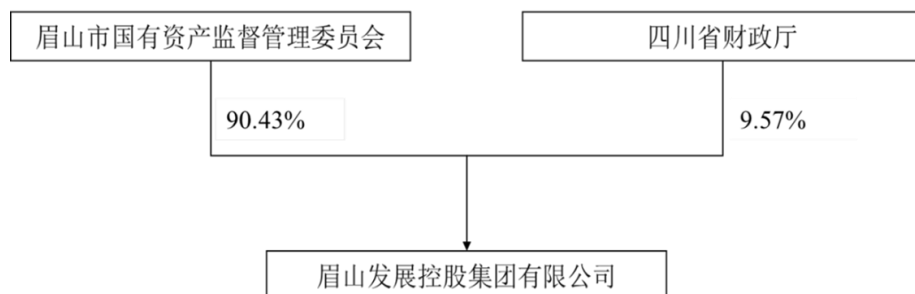 眉山市国有资产监督管理委员会
四川省财政厅
90.43%
9.57%
眉山发展控股集团有限公司